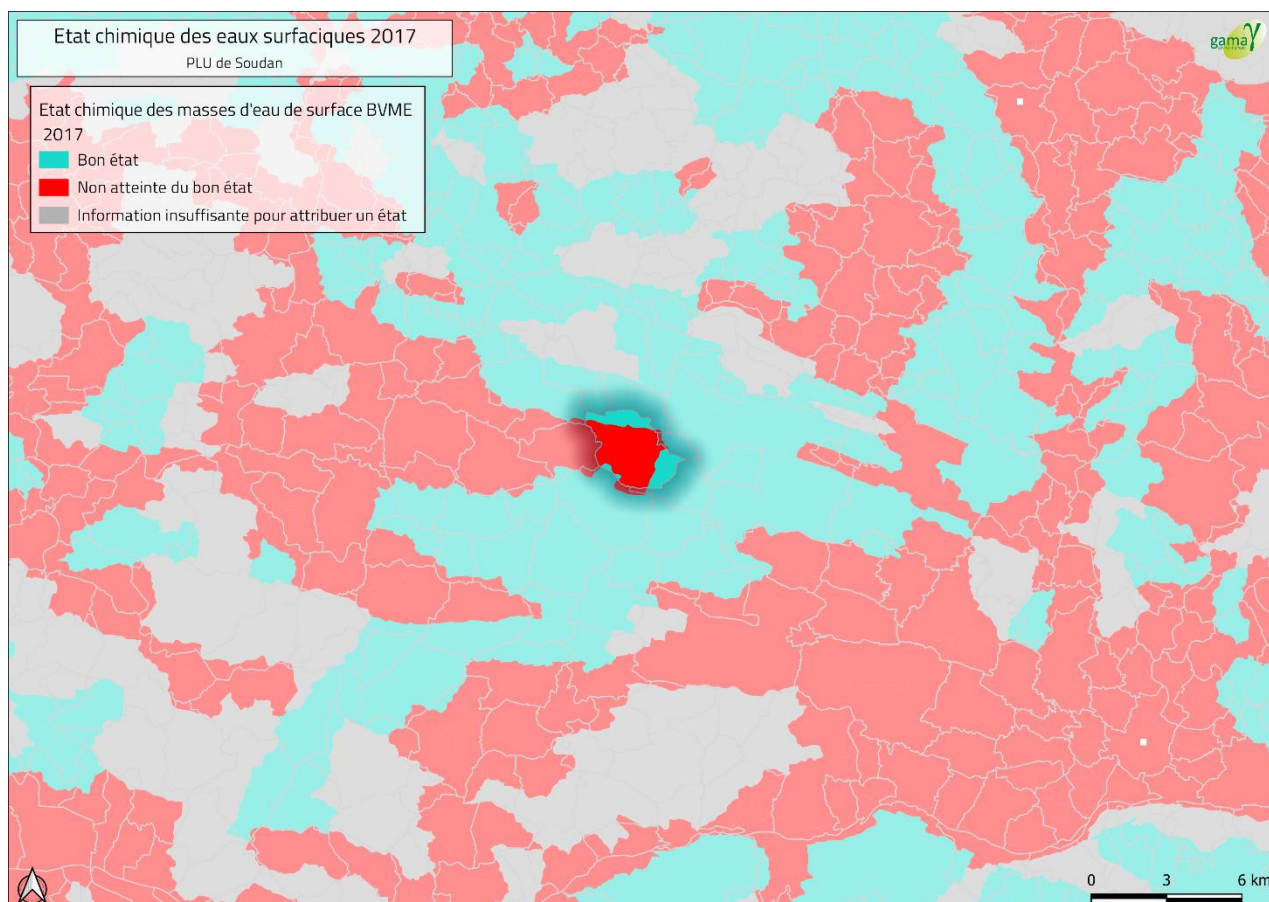 Etat chimique des eaux surfaciques 2017
PLU de Soudan
gama
Etat chimique des masses d'eau de surface BVME
2017
Bon état
Non atteinte du bon état
Information insuffisante pour attribuer un état
0 3 6 km